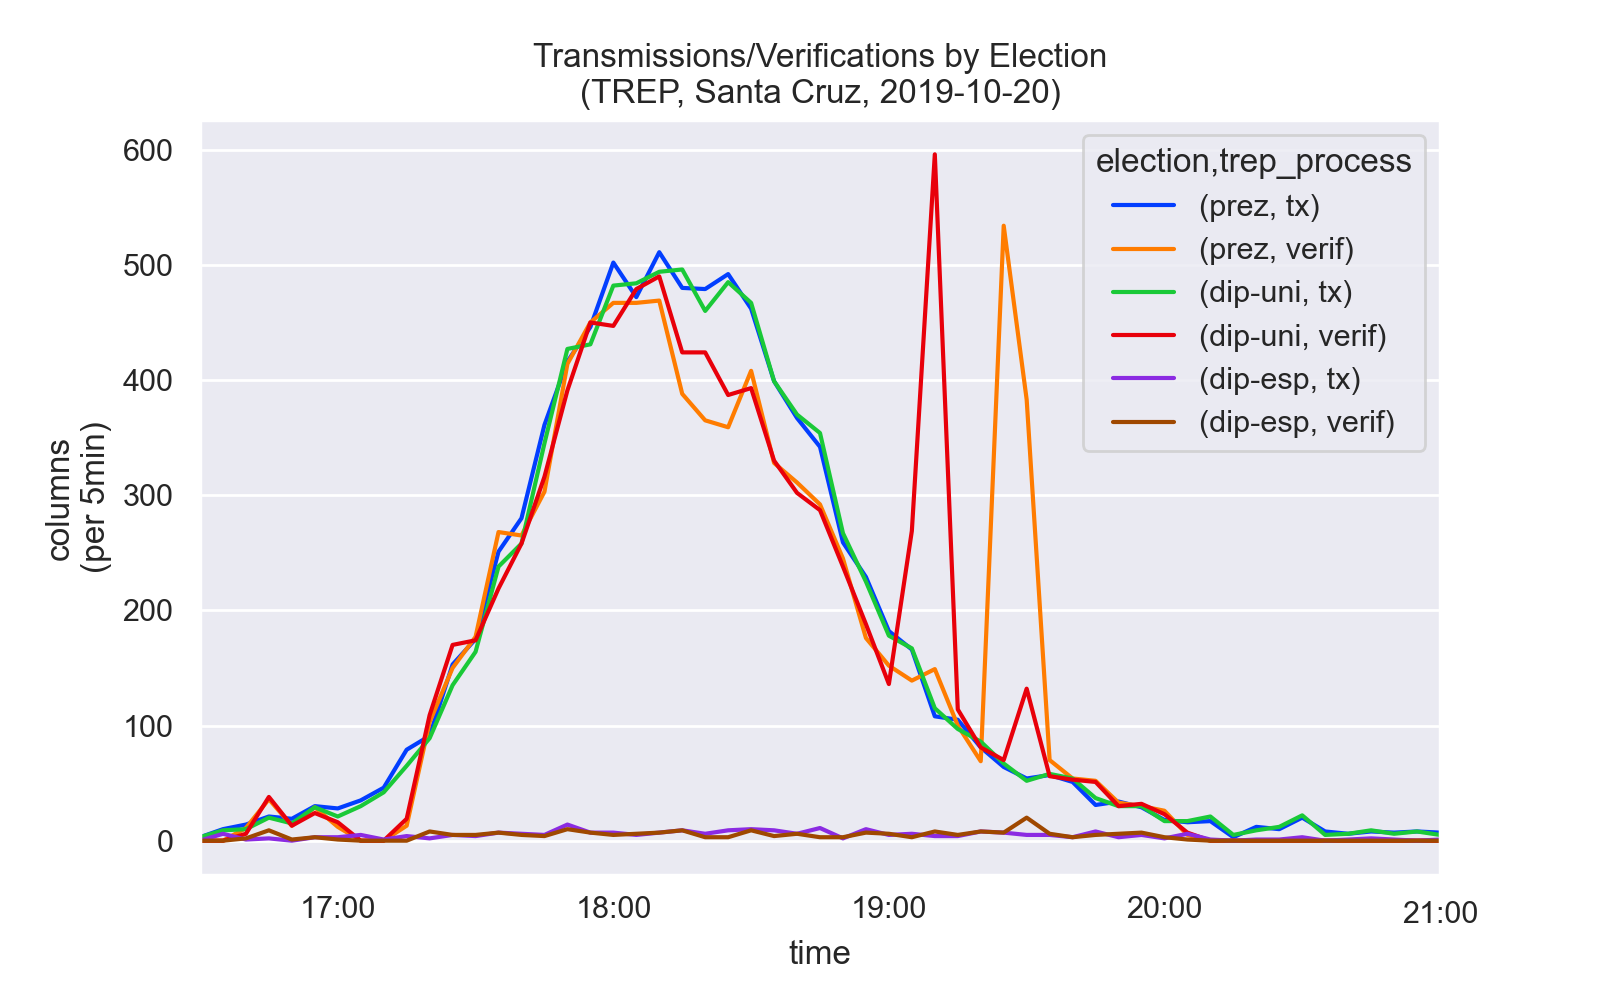 Transmissions/Verifications by Election
(TREP, Santa Cruz, 2019-10-20)
600
500
400
300
200
100
0
columns
(per 5min)
election,trep_process
(prez, tx)
(prez, verif)
(dip-uni, tx)
(dip-uni, verif)
(dip-esp, tx)
(dip-esp, verif)
17:00
18:00
19:00
20:00
21:00
time